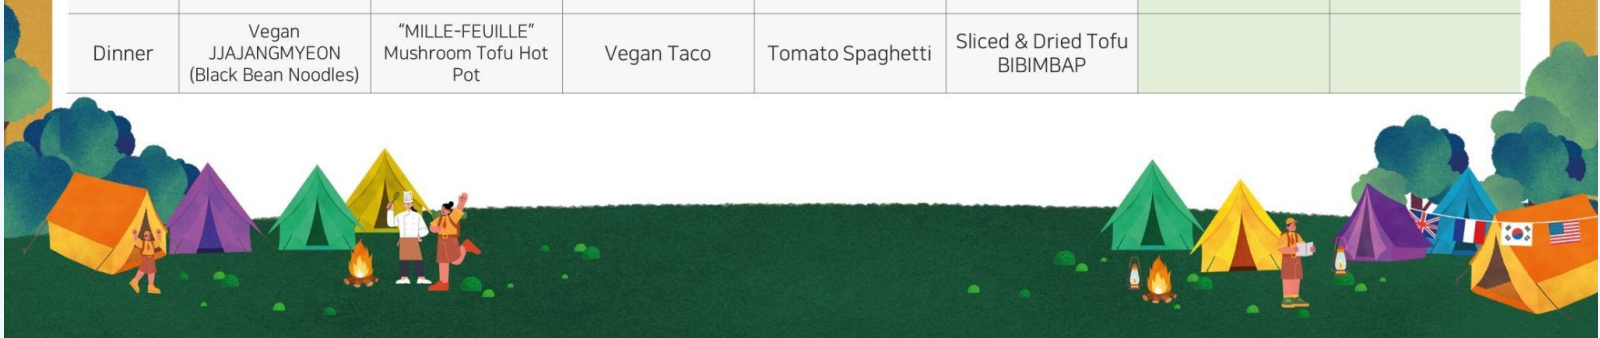 Dinner
Vegan
JJAJANGMYEON
(Black Bean Noodles)
“MILLE-FEUILLE”
Mushroom Tofu Hot
Pot
Vegan Taco
Tomato Spaghetti
Sliced & Dried Tofu
BIBIMBAP